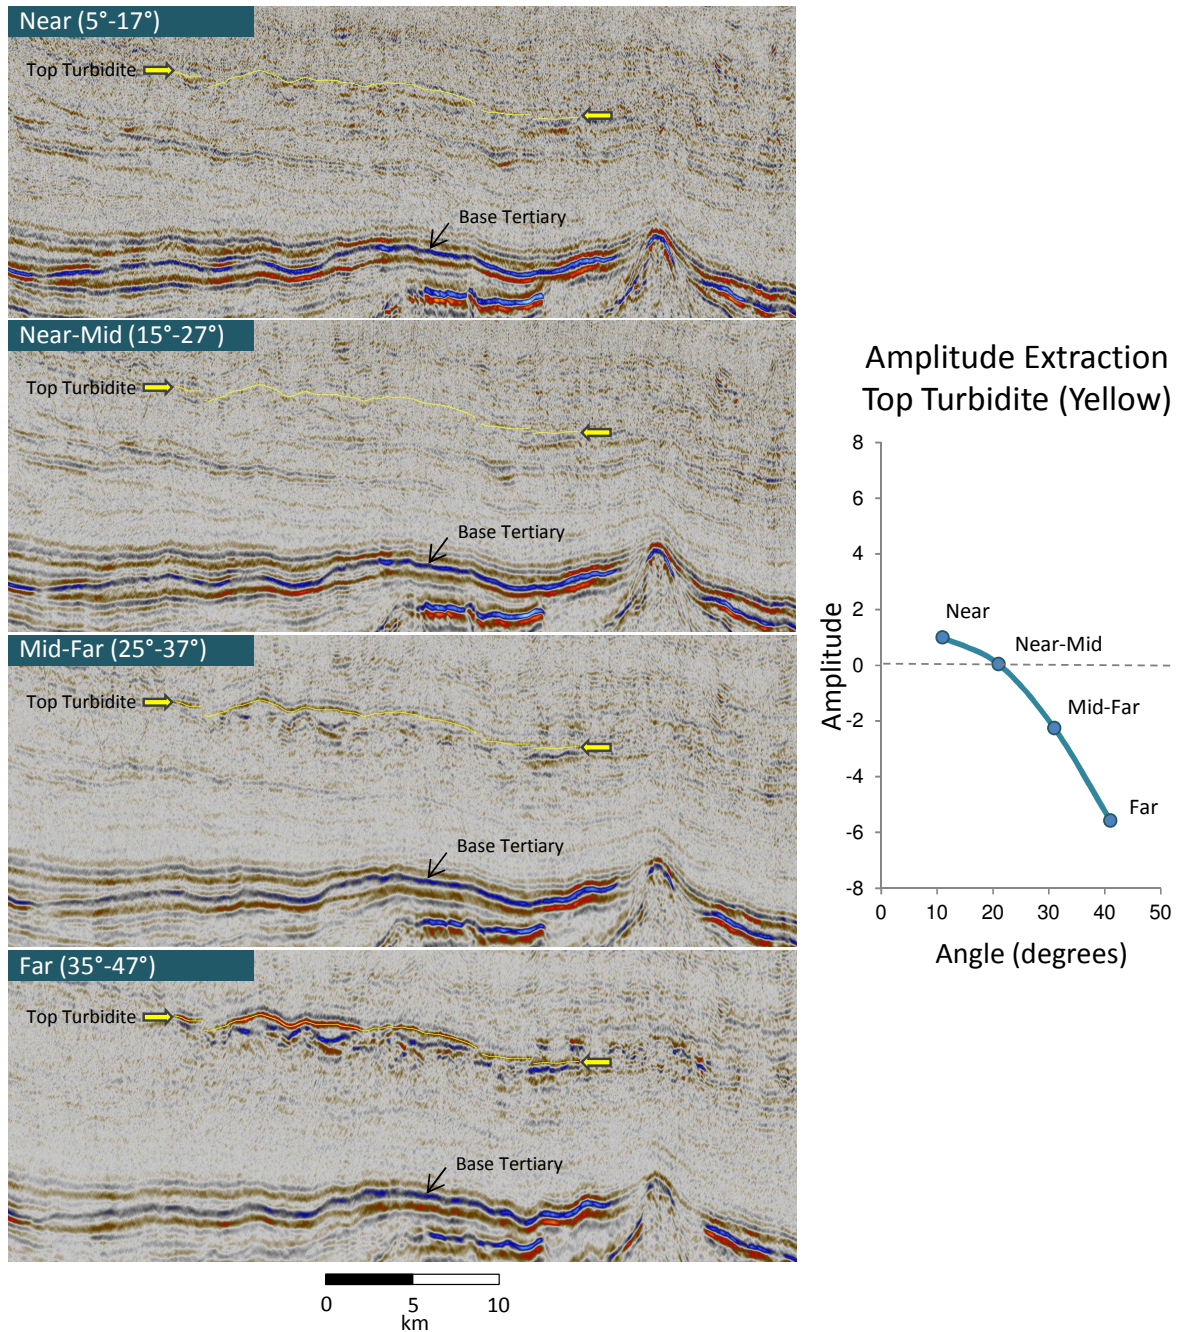 Near (5°-17°)
Top Turbidite
Base Tertiary
Near-Mid (15°-27°)
Top Turbidite
Base Tertiary
Mid-Far (25°-37°)
Top Turbidite
Base Tertiary
Far (35°-47°)
Top Turbidite
Base Tertiary
0 5 10
km
Amplitude Extraction
Top Turbidite (Yellow)
8
6
4
2
0
-2
-4
-6
-8
Amplitude
Near
Near-Mid
Mid-Far
Far
0 10 20 30 40 50
Angle (degrees)